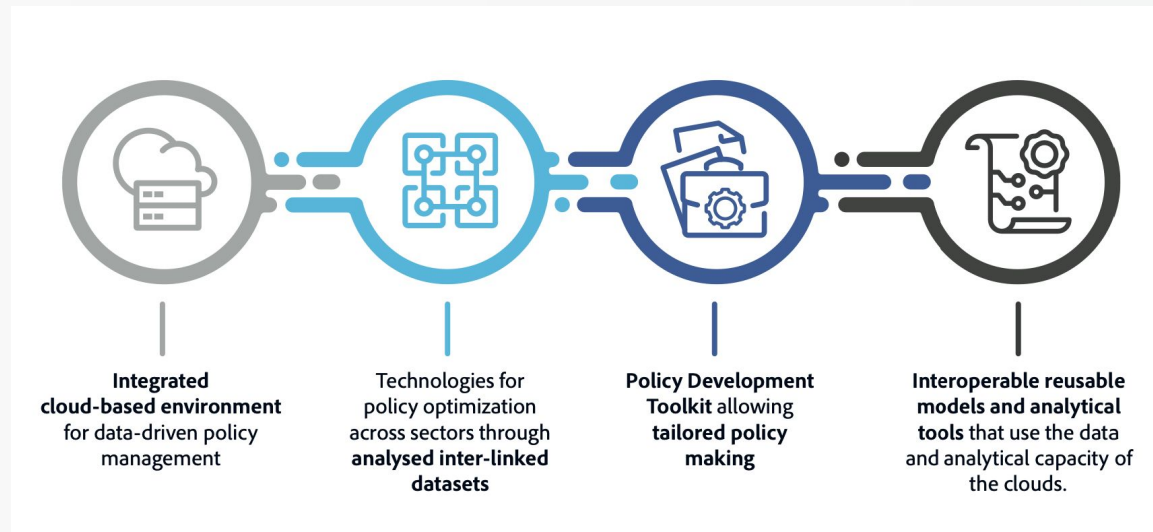 Integrated
cloud-based environment
for data-driven policy
management
Technologies for
policy optimization
across sectors through
analysed inter-linked
datasets
Policy Development
Toolkit allowing
tailored policy
making
Interoperable reusable
models and analytical
tools that use the data
and analytical capacity of
the clouds.